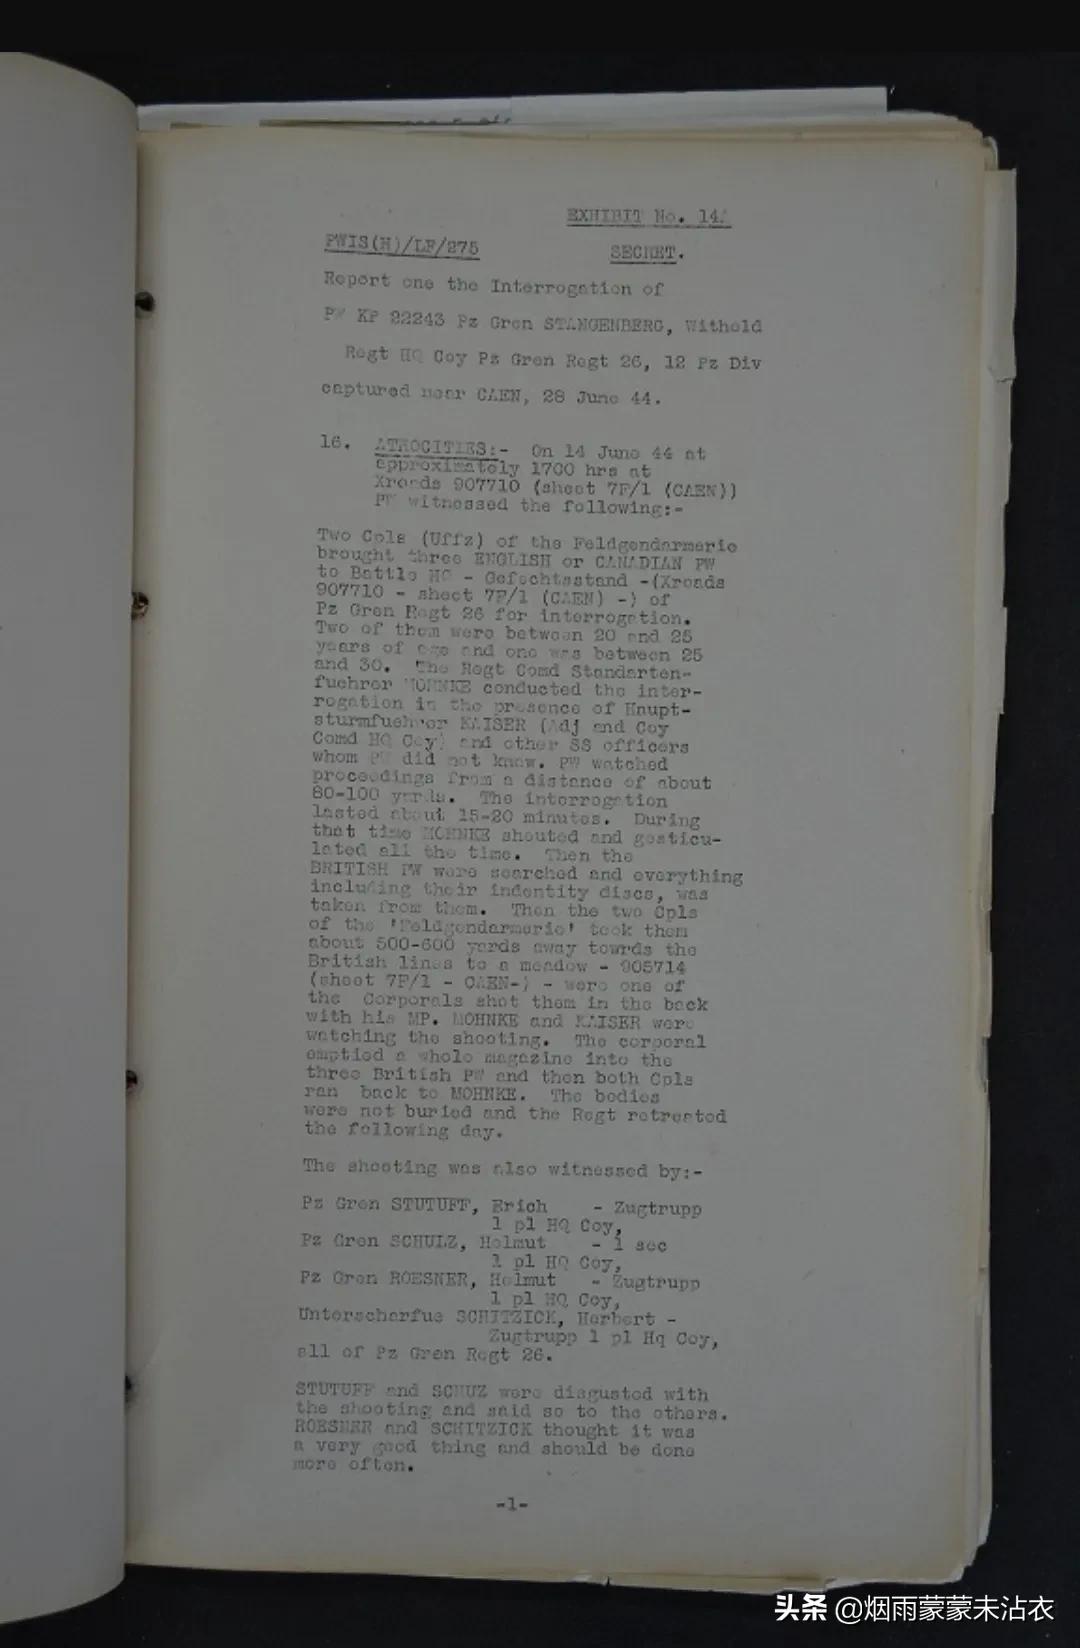 EXHIBIT No. 14A
PWIS(H)/LF/275
SECRET.
Report one the Interrogation of
PW KP 22243 Pz Gren STANGENBERG, Withold
Regt HQ Coy Pz Gren Regt 26, 12 Pz Div
captured near CAEN, 28 June 44.
16. ATROCITIES:- On 14 June 44 at
approximately 1700 hrs at
Xroads 907710 (sheet 7F/1 (CAEN))
PW witnessed the following:-
Two Cpls (Uffz) of the Feldgendarmerie
brought three ENGLISH or CANADIAN PW
to Battle HQ - Gefechtsstand -(Xroads
907710 - sheet 7F/1 (CAEN) -) of
Pz Gren Regt 26 for interrogation.
Two of them were between 20 and 25
years of age and one was between 25
and 30. The Regt Comd Standarten-
fuehrer MOHNKE conducted the inter-
rogation in the presence of Haupt-
sturmfuehrer KAISER (Adj and Coy
Comd HQ Coy) and other SS officers
whom PW did not know. PW watched
proceedings from a distance of about
80-100 yards. The interrogation
lasted about 15-20 minutes. During
that time MOHNKE shouted and gesticu-
lated all the time. Then the
BRITISH PW were searched and everything
including their indentity discs, was
taken from them. Then the two Cpls
of the 'Feldgendarmerie' took them
about 500-600 yards away towrds the
British lines to a meadow - 905714
(sheet 7F/1 - CAEN-) - were one of
the Corporals shot them in the back
with his MP. MOHNKE and KAISER were
watching the shooting. The corporal
emptied a whole magazine into the
three British PW and then both Cpls
ran back to MOHNKE. The bodies
were not buried and the Regt retreated
the following day.
The shooting was also witnessed by:-
Pz Gren STUTUFF, Erich - Zugtrupp
1 pl HQ Coy,
Pz Gren SCHULZ, Helmut - 1 sec
1 pl HQ Coy,
Pz Gren ROESNER, Helmut - Zugtrupp
1 pl HQ Coy,
Unterscharfue SCHITZICK, Herbert -
Zugtrupp 1 pl Hq Coy,
all of Pz Gren Regt 26.
STUTUFF and SCHUZ were disgusted with
the shooting and said so to the others.
ROESNER and SCHITZICK thought it was
a very good thing and should be done
more often.
-1-
头条 @烟雨蒙蒙未沾衣